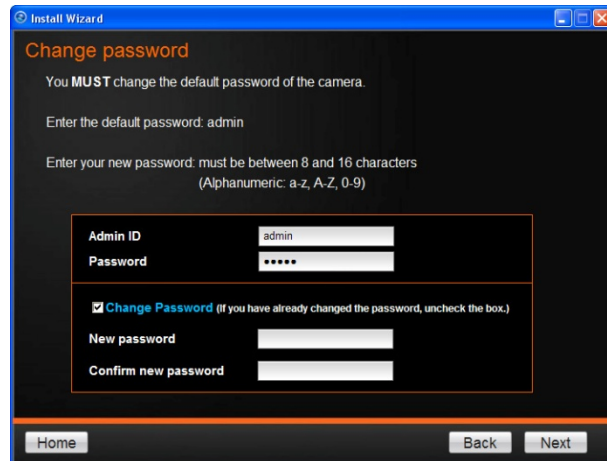 Install Wizard
Change password
You MUST change the default password of the camera.
Enter the default password: admin
Enter your new password: must be between 8 and 16 characters
(Alphanumeric: a-z, A-Z, 0-9)
Admin ID admin
Password •••••
Change Password (If you have already changed the password, uncheck the box.)
New password
Confirm new password
Home Back Next